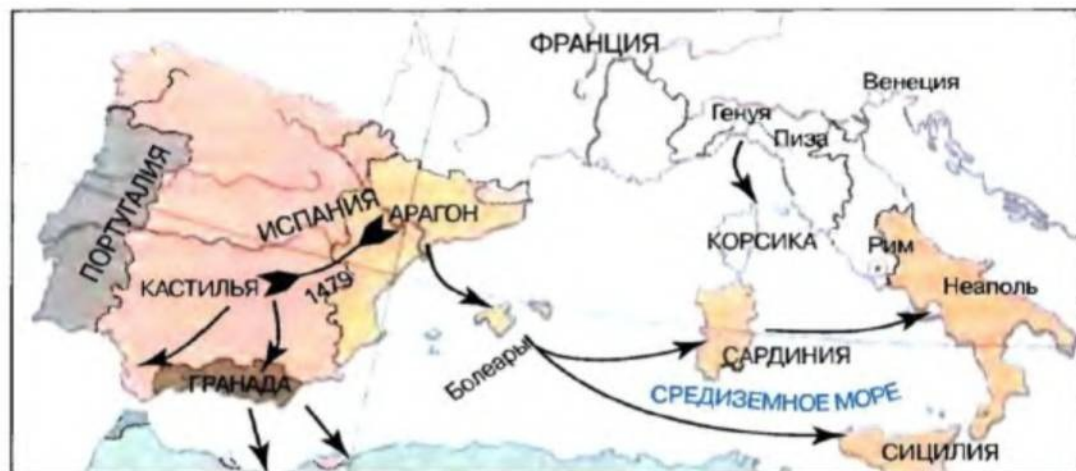 ФРАНЦИЯ
Венеция
Генуя
Пиза
ПОРТУГАЛИЯ
ИСПАНИЯ
АРАГОН
КОРСИКА
Рим
КАСТИЛЬЯ
1479
Неаполь
Болеары
САРДИНИЯ
ГРАНАДА
СРЕДИЗЕМНОЕ МОРЕ
СИЦИЛИЯ